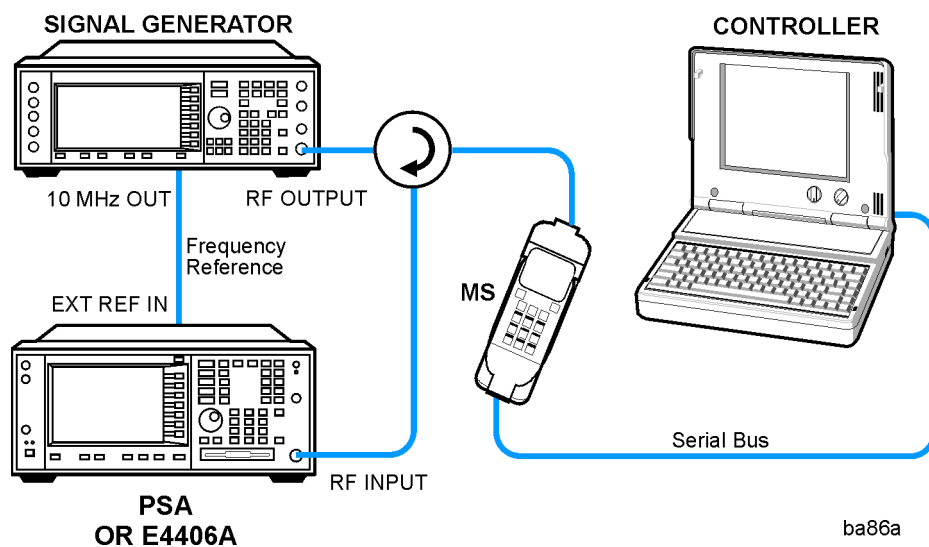 SIGNAL GENERATOR
CONTROLLER
10 MHz OUT
RF OUTPUT
Frequency
Reference
MS
EXT REF IN
Serial Bus
RF INPUT
PSA
OR E4406A
ba86a